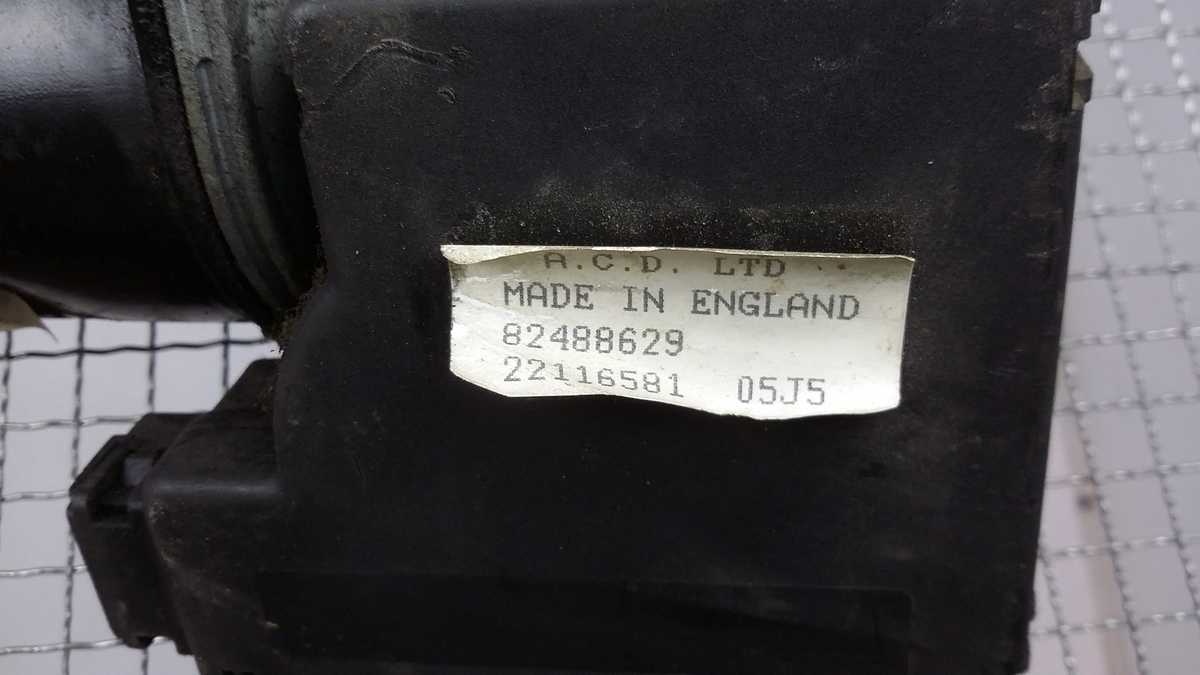 A.C.D. LTD
MADE IN ENGLAND
82488629
22116581 05J5